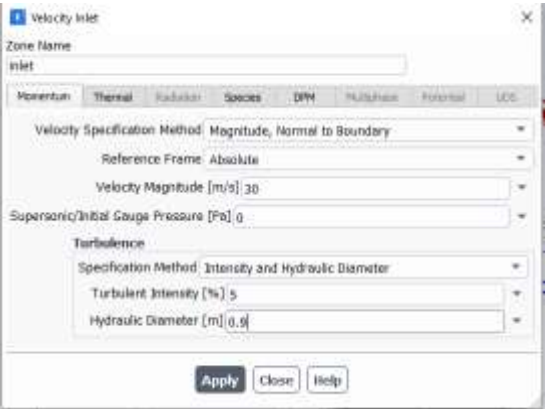 Velocity Inlet
Zone Name
inlet
Momentum Thermal Radiation Species DPM Multiphase Potential UDS
Velocity Specification Method Magnitude, Normal to Boundary
Reference Frame Absolute
Velocity Magnitude [m/s] 30
Supersonic/Initial Gauge Pressure [Pa] 0
Turbulence
Specification Method Intensity and Hydraulic Diameter
Turbulent Intensity [%] 5
Hydraulic Diameter [m] 0.9
Apply Close Help